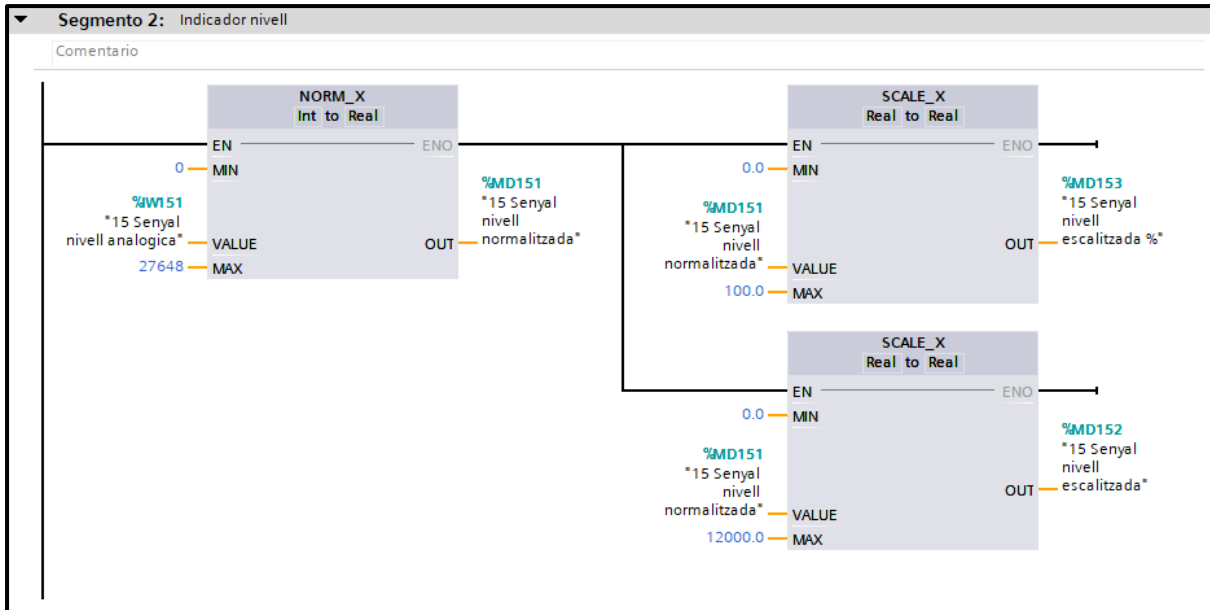 Segmento 2: Indicador nivell
Comentario
NORM_X
Int to Real
EN
ENO
0
MIN
%IW151
"15 Senyal
nivell analogica"
VALUE
27648
MAX
%MD151
"15 Senyal
nivell
normalitzada"
OUT
SCALE_X
Real to Real
EN
ENO
0.0
MIN
%MD151
"15 Senyal
nivell
normalitzada"
VALUE
100.0
MAX
%MD153
"15 Senyal
nivell
escalitzada %"
OUT
SCALE_X
Real to Real
EN
ENO
0.0
MIN
%MD151
"15 Senyal
nivell
normalitzada"
VALUE
12000.0
MAX
%MD152
"15 Senyal
nivell
escalitzada"
OUT